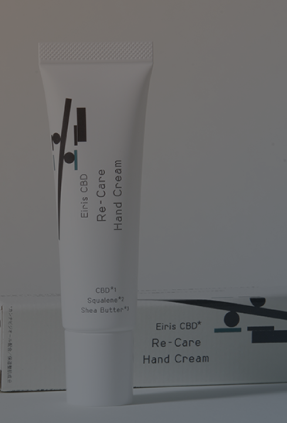 Eiris CBD
Re-Care
Hand Cream
CBD*1
Squalane*2
Shea Butter*3
Eiris CBD*
Re-Care
Hand Cream